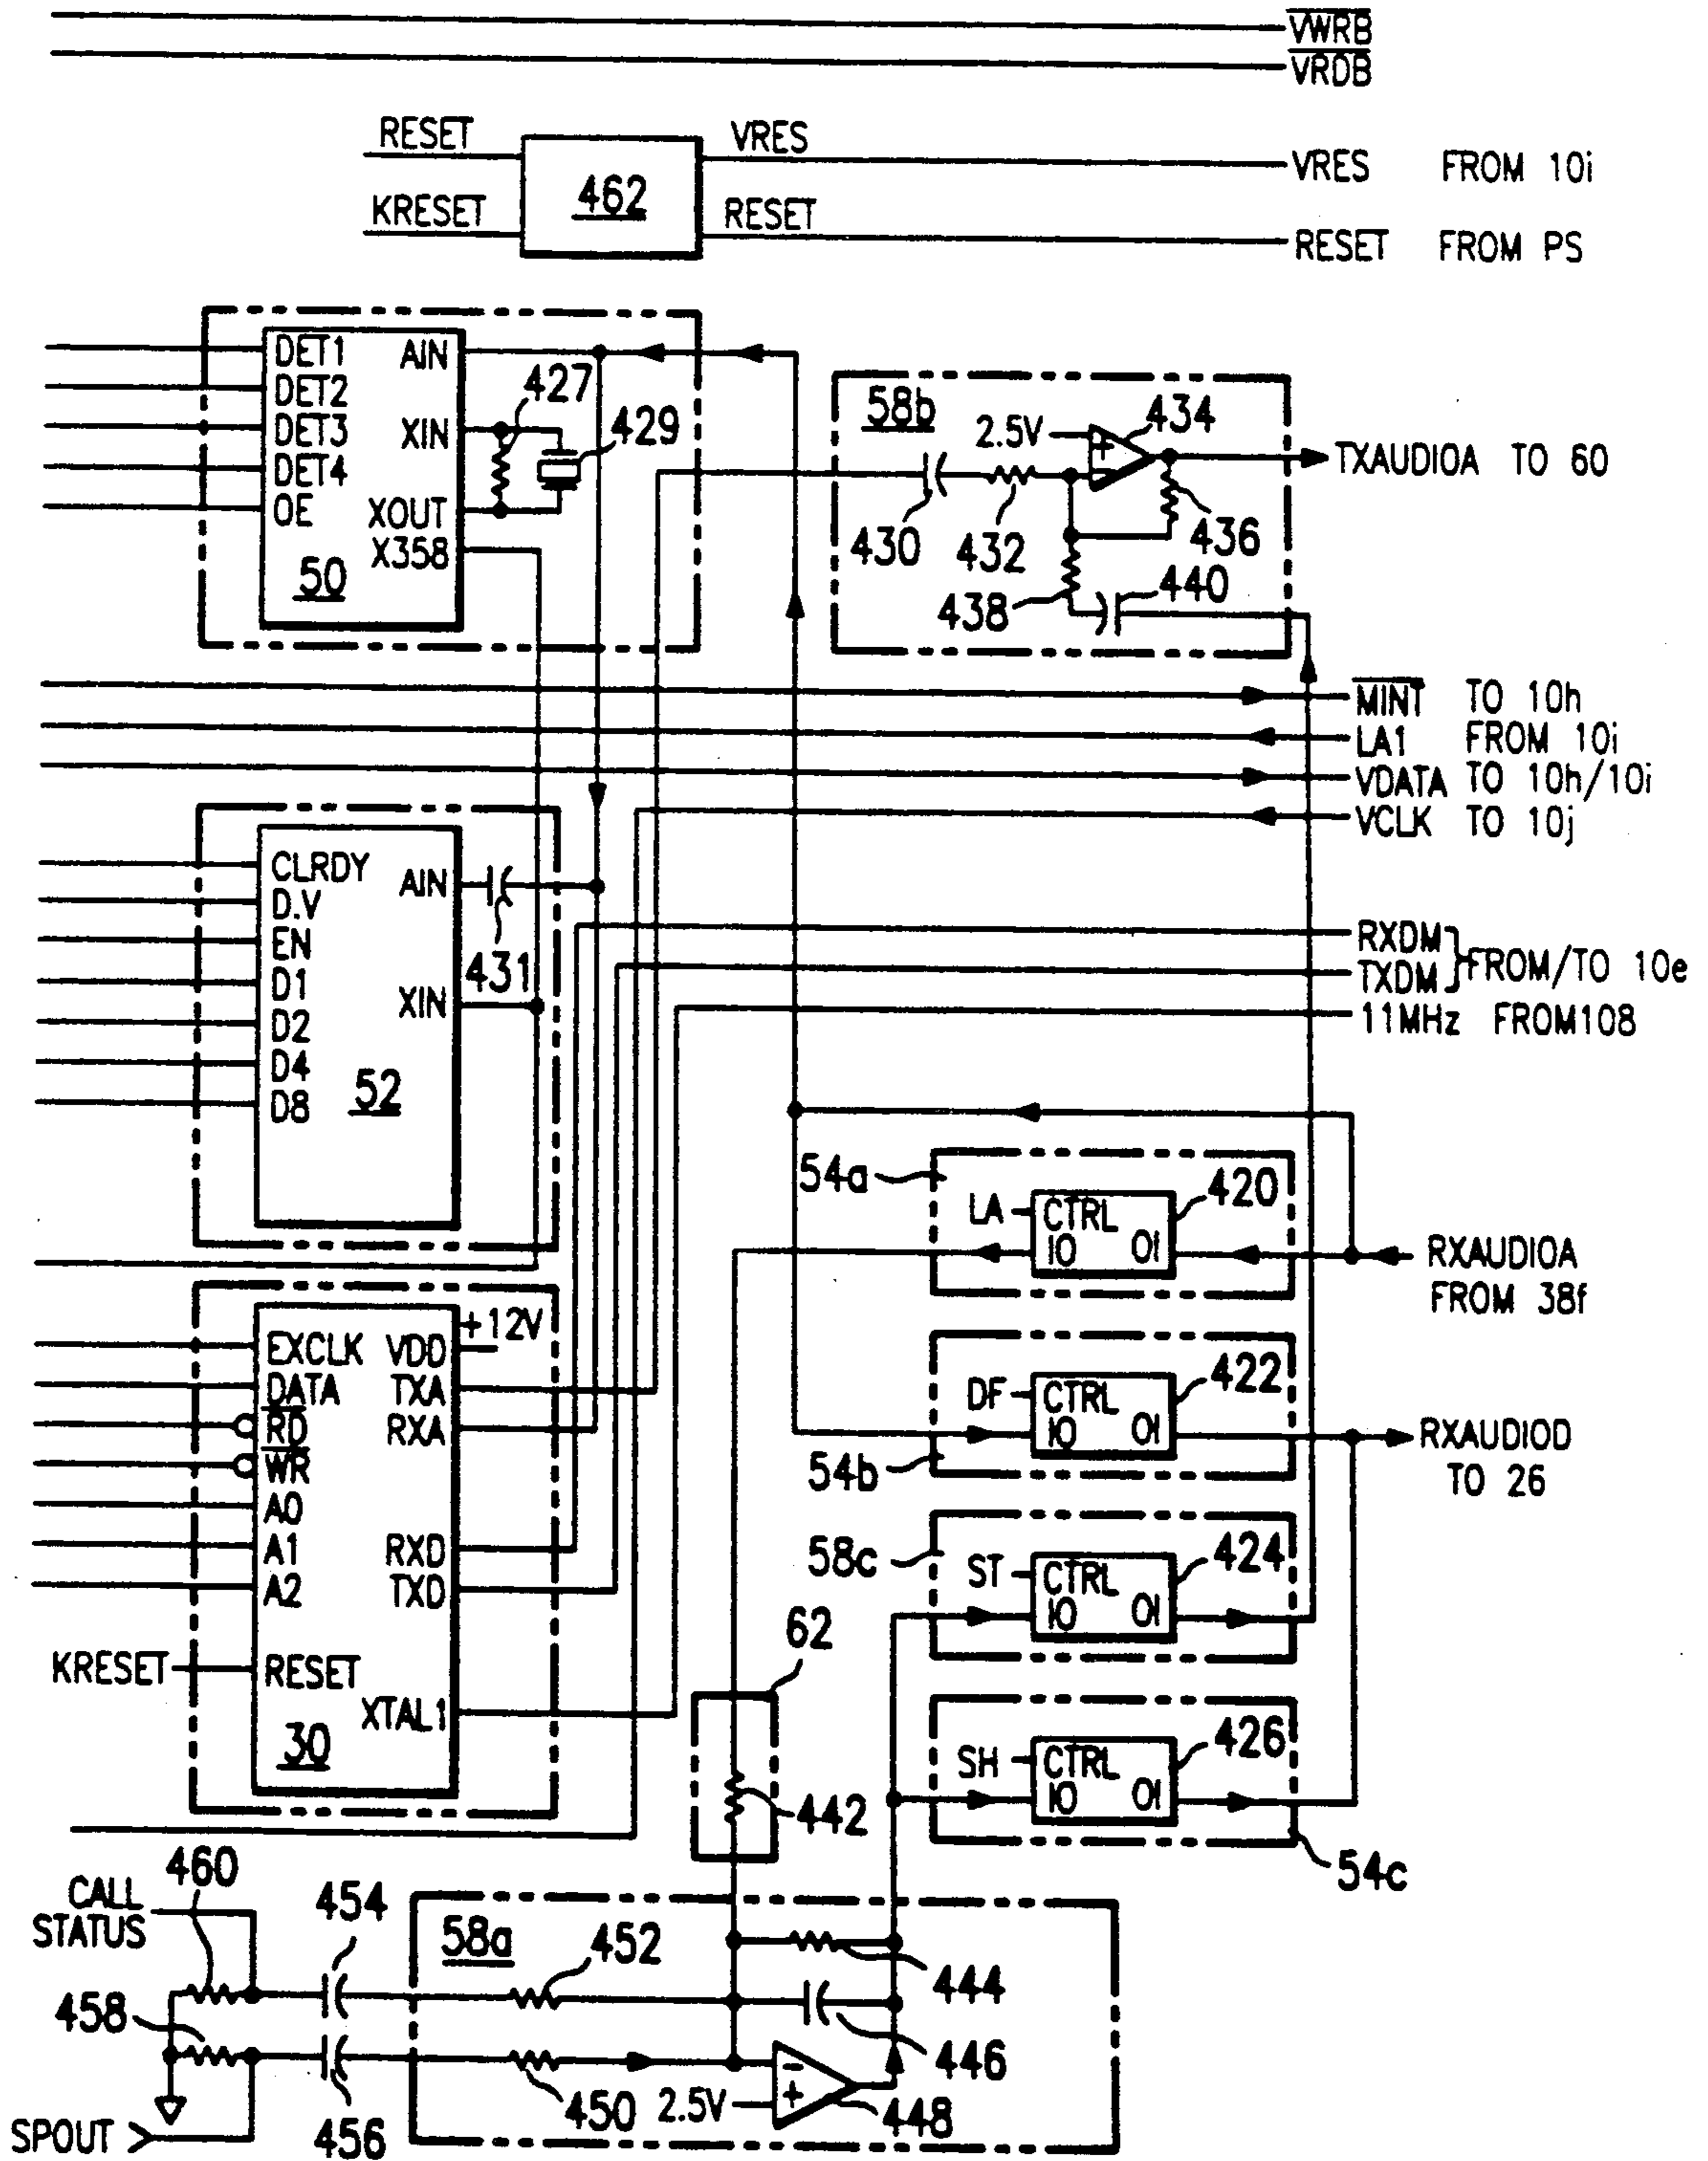 VWRB
VRDB
RESET
VRES
VRES FROM 10i
462
KRESET
RESET
RESET FROM PS
DET1
AIN
DET2
427
DET3
XIN
429
DET4
OE
XOUT
X358
50
58b
2.5V
434
+
−
TXAUDIOA TO 60
430
432
436
438
440
MINT TO 10h
LA1 FROM 10i
VDATA TO 10h/10i
VCLK TO 10j
CLRDY
AIN
D.V
EN
431
D1
XIN
D2
D4
52
D8
RXDM
TXDM
FROM/TO 10e
11MHz FROM108
54a
LA
CTRL
420
IO
OI
RXAUDIOA
FROM 38f
+12V
EXCLK
VDD
DATA
TXA
RD
RXA
WR
A0
A1
RXD
A2
TXD
KRESET
RESET
XTAL1
30
DF
CTRL
422
IO
OI
54b
RXAUDIOD
TO 26
58c
ST
CTRL
424
IO
OI
62
442
SH
CTRL
426
IO
OI
54c
460
CALL
STATUS
454
58a
452
444
458
446
−
+
450
2.5V
448
SPOUT
456